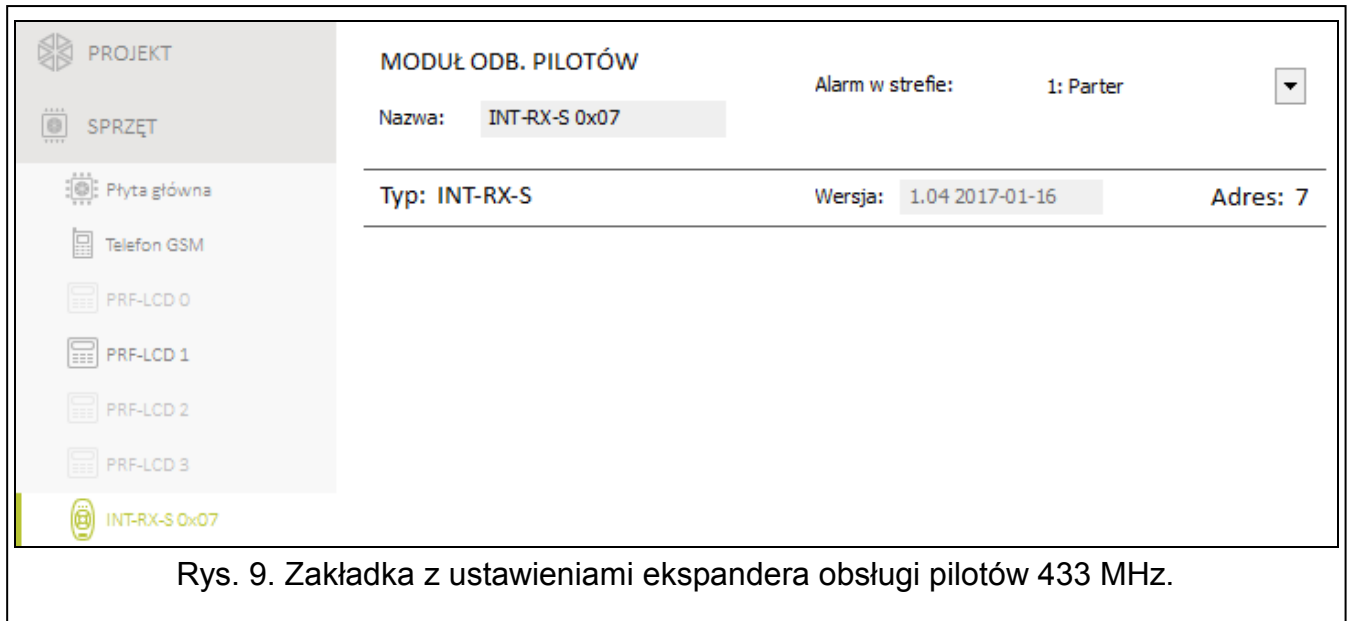 PROJEKT
SPRZĘT
Płyta główna
Telefon GSM
PRF-LCD 0
PRF-LCD 1
PRF-LCD 2
PRF-LCD 3
INT-RX-S 0x07
MODUŁ ODB. PILOTÓW
Nazwa: INT-RX-S 0x07
Alarm w strefie: 1: Parter
Typ: INT-RX-S Wersja: 1.04 2017-01-16 Adres: 7
Rys. 9. Zakładka z ustawieniami ekspandera obsługi pilotów 433 MHz.